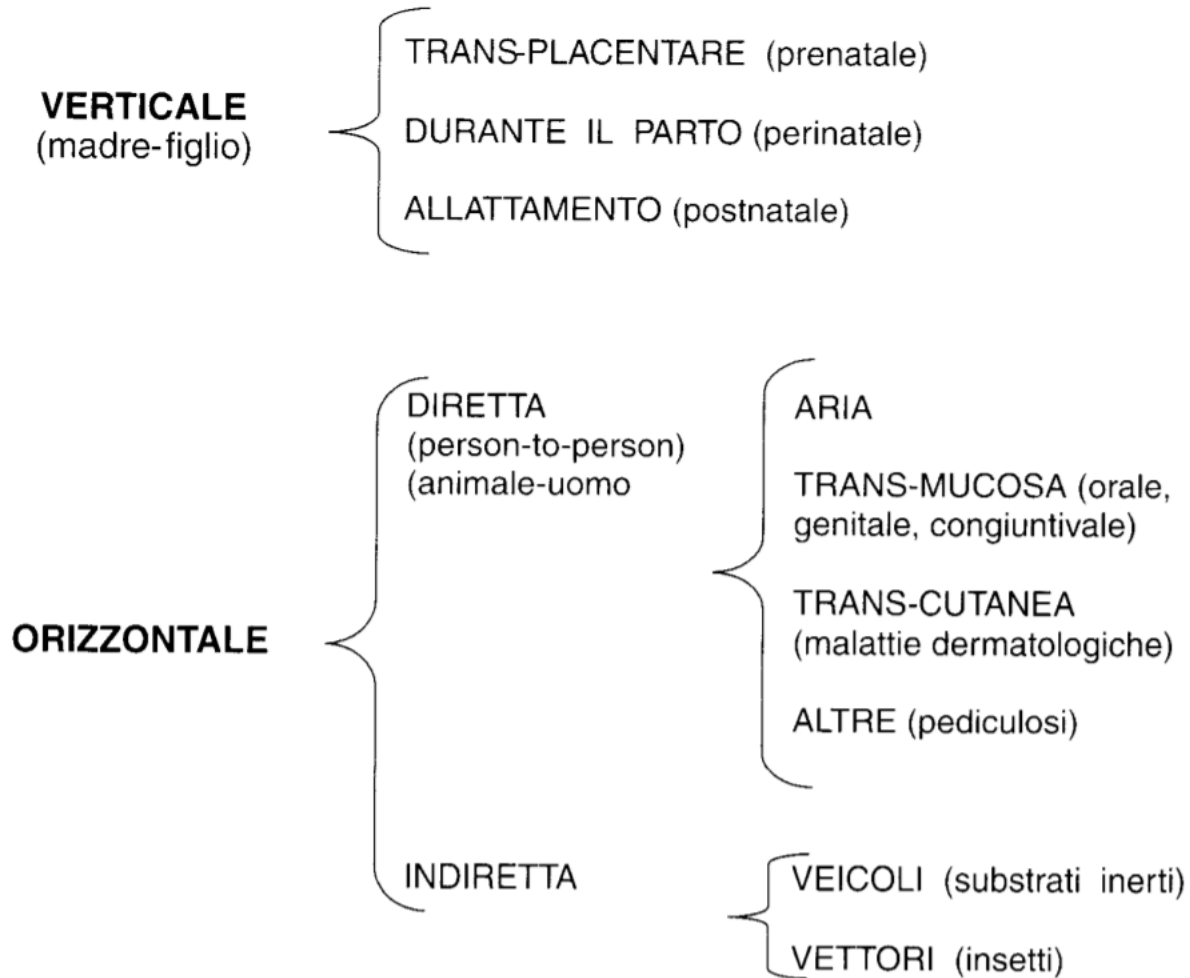 VERTICALE
(madre-figlio)
TRANS-PLACENTARE (prenatale)
DURANTE IL PARTO (perinatale)
ALLATTAMENTO (postnatale)
ORIZZONTALE
DIRETTA
(person-to-person)
(animale-uomo
ARIA
TRANS-MUCOSA (orale,
genitale, congiuntivale)
TRANS-CUTANEA
(malattie dermatologiche)
ALTRE (pediculosi)
INDIRETTA
VEICOLI (substrati inerti)
VETTORI (insetti)